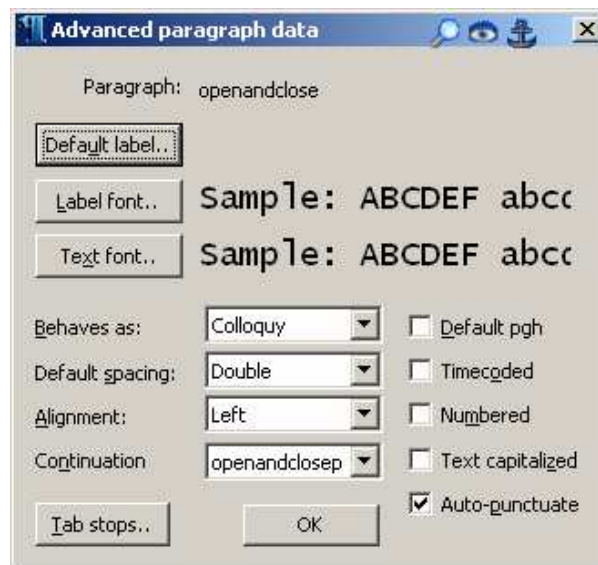 Advanced paragraph data
Paragraph: openandclose
Default label..
Label font.. Sample: ABCDEF abcc
Text font.. Sample: ABCDEF abcc
Behaves as: Colloquy Default pgh
Default spacing: Double Timecoded
Alignment: Left Numbered
Continuation openandclosep Text capitalized
Auto-punctuate
Tab stops.. OK